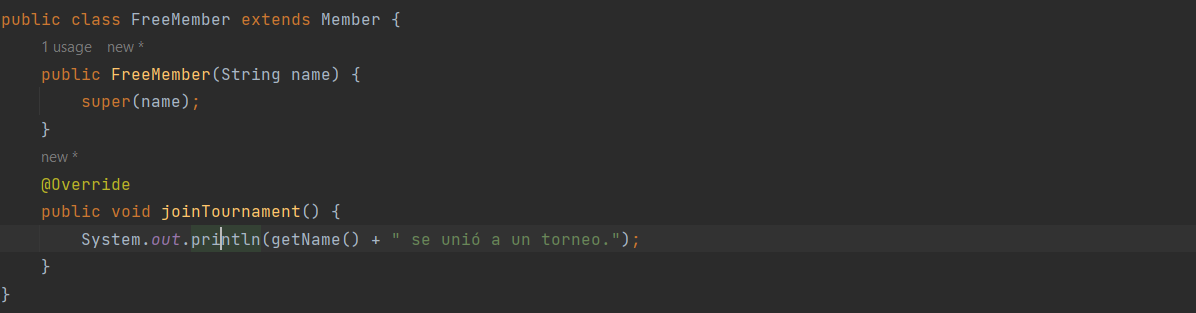 public class FreeMember extends Member {
1 usage new *
public FreeMember(String name) {
super(name);
}
new *
@Override
public void joinTournament() {
System.out.println(getName() + " se unió a un torneo.");
}
}